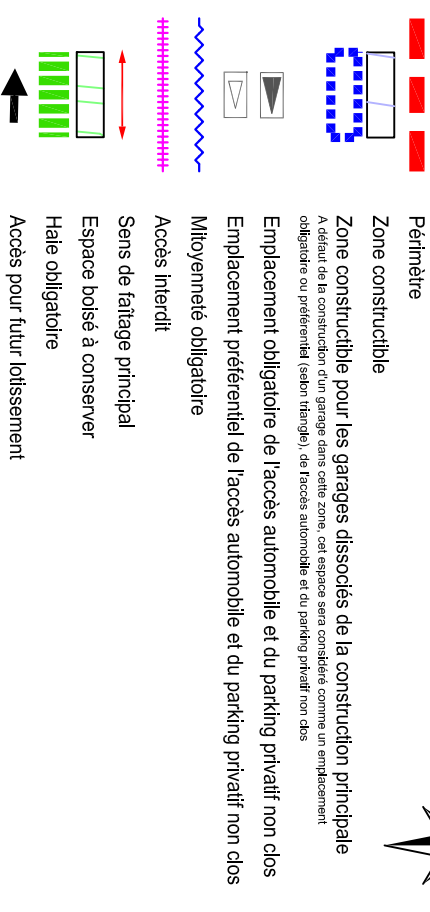 Périmètre
Zone constructible
Zone constructible pour les garages dissociés de la construction principale
A défaut de la construction d'un garage dans cette zone, cet espace sera considéré comme un emplacement
obligatoire ou préférentiel (selon triangle), de l'accès automobile et du parking privatif non clos
Emplacement obligatoire de l'accès automobile et du parking privatif non clos
Emplacement préférentiel de l'accès automobile et du parking privatif non clos
Mitoyenneté obligatoire
Accès interdit
Sens de faîtage principal
Espace boisé à conserver
Haie obligatoire
Accès pour futur lotissement